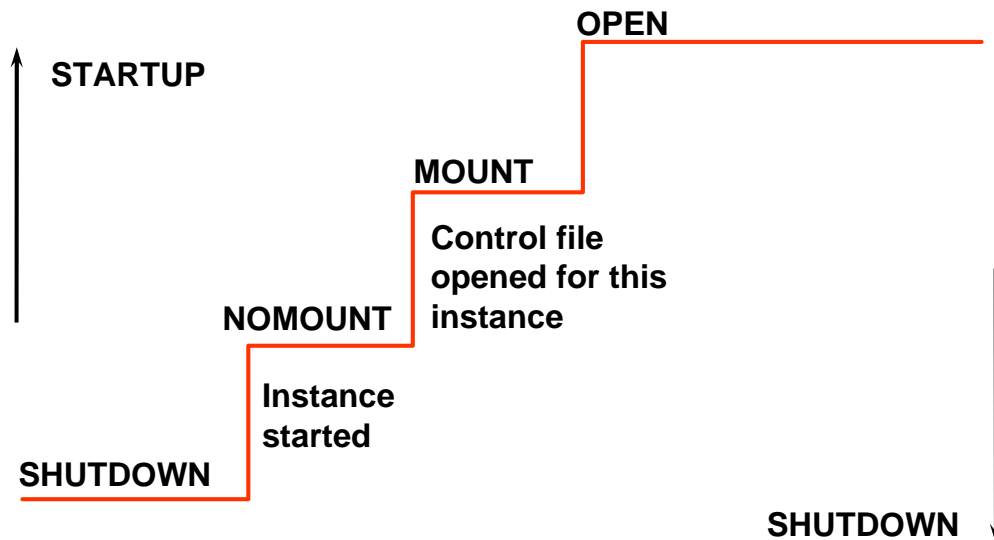 OPEN
STARTUP
MOUNT
Control file
opened for this
instance
NOMOUNT
Instance
started
SHUTDOWN
SHUTDOWN